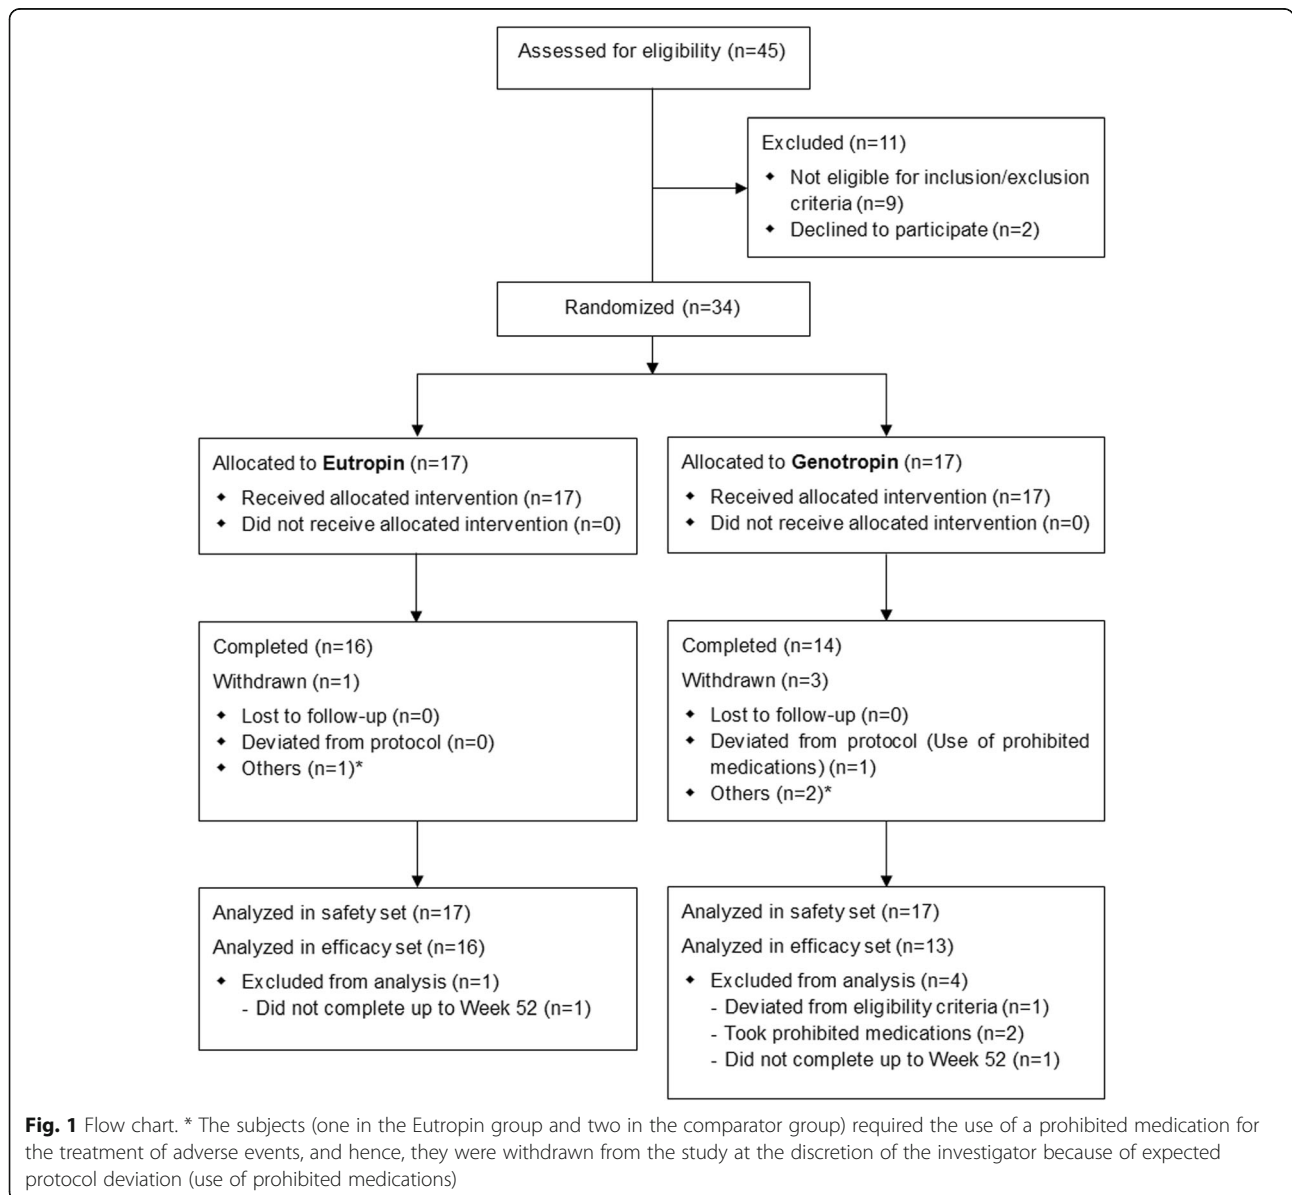 Assessed for eligibility (n=45)
Excluded (n=11)
◆ Not eligible for inclusion/exclusion
criteria (n=9)
◆ Declined to participate (n=2)
Randomized (n=34)
Allocated to Eutropin (n=17)
◆ Received allocated intervention (n=17)
◆ Did not receive allocated intervention (n=0)
Allocated to Genotropin (n=17)
◆ Received allocated intervention (n=17)
◆ Did not receive allocated intervention (n=0)
Completed (n=16)
Withdrawn (n=1)
◆ Lost to follow-up (n=0)
◆ Deviated from protocol (n=0)
◆ Others (n=1)*
Completed (n=14)
Withdrawn (n=3)
◆ Lost to follow-up (n=0)
◆ Deviated from protocol (Use of prohibited
medications) (n=1)
◆ Others (n=2)*
Analyzed in safety set (n=17)
Analyzed in efficacy set (n=16)
◆ Excluded from analysis (n=1)
- Did not complete up to Week 52 (n=1)
Analyzed in safety set (n=17)
Analyzed in efficacy set (n=13)
◆ Excluded from analysis (n=4)
- Deviated from eligibility criteria (n=1)
- Took prohibited medications (n=2)
- Did not complete up to Week 52 (n=1)
Fig. 1 Flow chart. * The subjects (one in the Eutropin group and two in the comparator group) required the use of a prohibited medication for
the treatment of adverse events, and hence, they were withdrawn from the study at the discretion of the investigator because of expected
protocol deviation (use of prohibited medications)